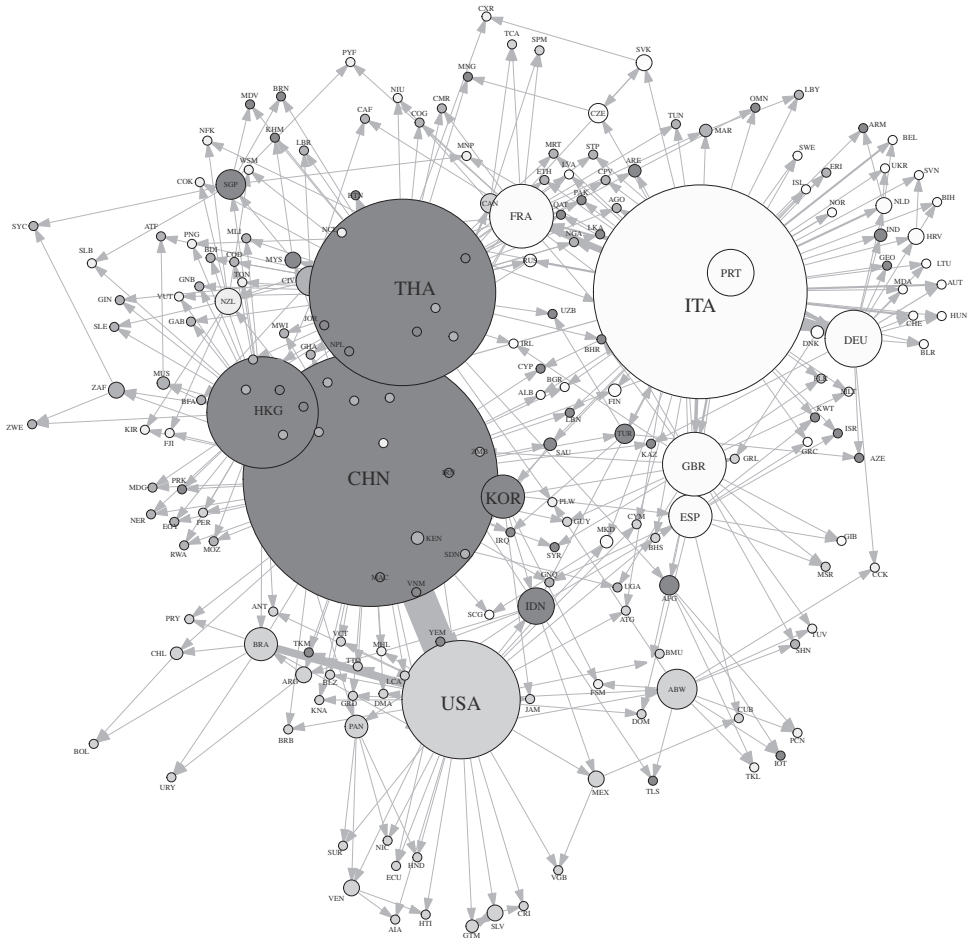 CXR
TCA
SPM
SVK
PYF
MNG
NIU
BRN
MDV
CMR
CZE
OMN
LBY
CAF
COG
TUN
MAR
NFK
KHM
LBR
ARM
BEL
MNP
MRT
STP
SWE
WSM
ETH
LVA
ARE
UKR
ERI
SVN
COK
SGP
BTN
CPV
ISL
CAN
PAK
NLD
BIH
FRA
QAT
AGO
NOR
SYC
ATF
MLI
LKA
IND
HRV
PNG
NGA
SLB
BDI
COD
MYS
RUS
GEO
LTU
PRT
TON
CIV
THA
GNB
MDA
AUT
GIN
VUT
NZL
ITA
SLE
GAB
JOR
UZB
CHE
HUN
MWI
DNK
DEU
GHA
NPL
IRL
BHR
BLR
CYP
MUS
BGR
ZAF
ALB
FIN
MLT
BFA
HKG
LBN
KWT
ZWE
KIR
FJI
TUR
ISR
SAU
KAZ
GRC
ZMB
GBR
GRL
AZE
CHN
MDG
PRK
KOR
PLW
NER
PER
GUY
CYM
ESP
EGY
KEN
IRQ
MKD
BHS
GIB
RWA
MOZ
SYR
SDN
MSR
CCK
MAC
VNM
GNQ
UGA
AFG
IDN
PRY
ANT
SCG
ATG
TUV
VCT
YEM
BRA
TKM
MHL
SHN
CHL
BMU
TTO
ARG
BLZ
LCA
ABW
FSM
KNA
GRD
DMA
USA
JAM
DOM
CUB
PAN
BRB
PCN
BOL
IOT
TKL
URY
MEX
TLS
SUR
NIC
HND
ECU
VGB
VEN
AIA
HTI
SLV
CRI
GTM